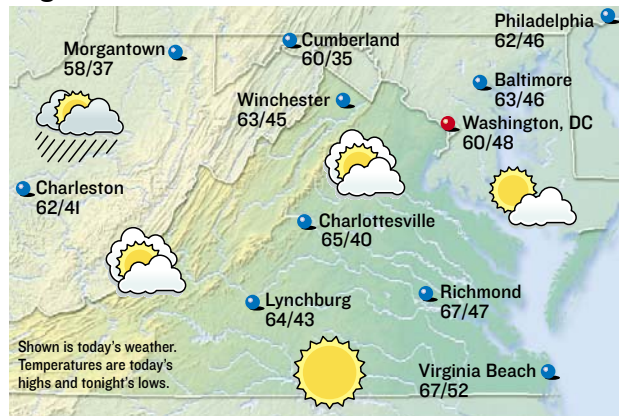 Philadelphia
62/46
Morgantown
58/37
Cumberland
60/35
Baltimore
63/46
Winchester
63/45
Washington, DC
60/48
Charleston
62/41
Charlottesville
65/40
Lynchburg
64/43
Richmond
67/47
Shown is today's weather.
Temperatures are today's
highs and tonight's lows.
Virginia Beach
67/52